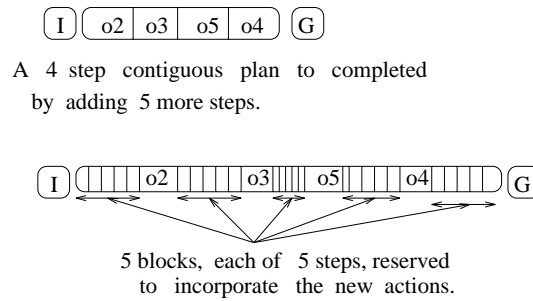 I o2 o3 o5 o4 G
A 4 step contiguous plan to completed
by adding 5 more steps.
I o2 o3 o5 o4 G
5 blocks, each of 5 steps, reserved
to incorporate the new actions.